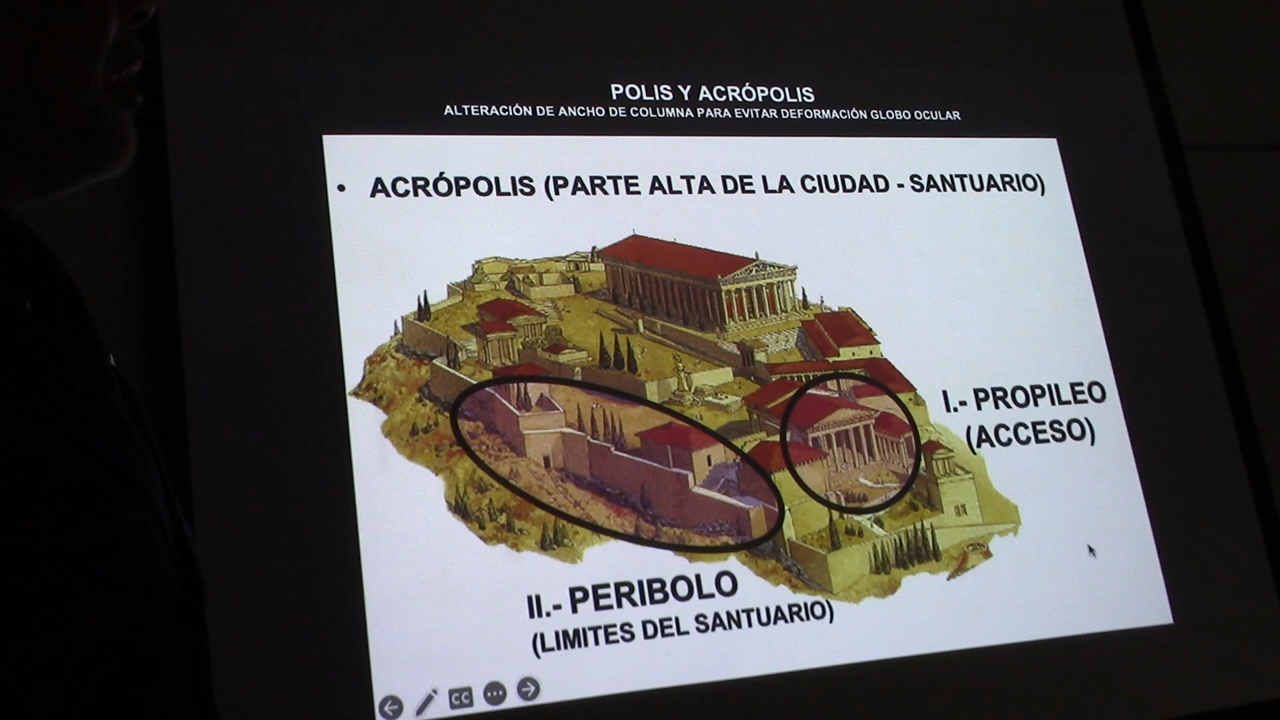 POLIS Y ACRÓPOLIS
ALTERACIÓN DE ANCHO DE COLUMNA PARA EVITAR DEFORMACIÓN GLOBO OCULAR
• ACRÓPOLIS (PARTE ALTA DE LA CIUDAD - SANTUARIO)
I.- PROPILEO
(ACCESO)
II.- PERIBOLO
(LIMITES DEL SANTUARIO)
CC